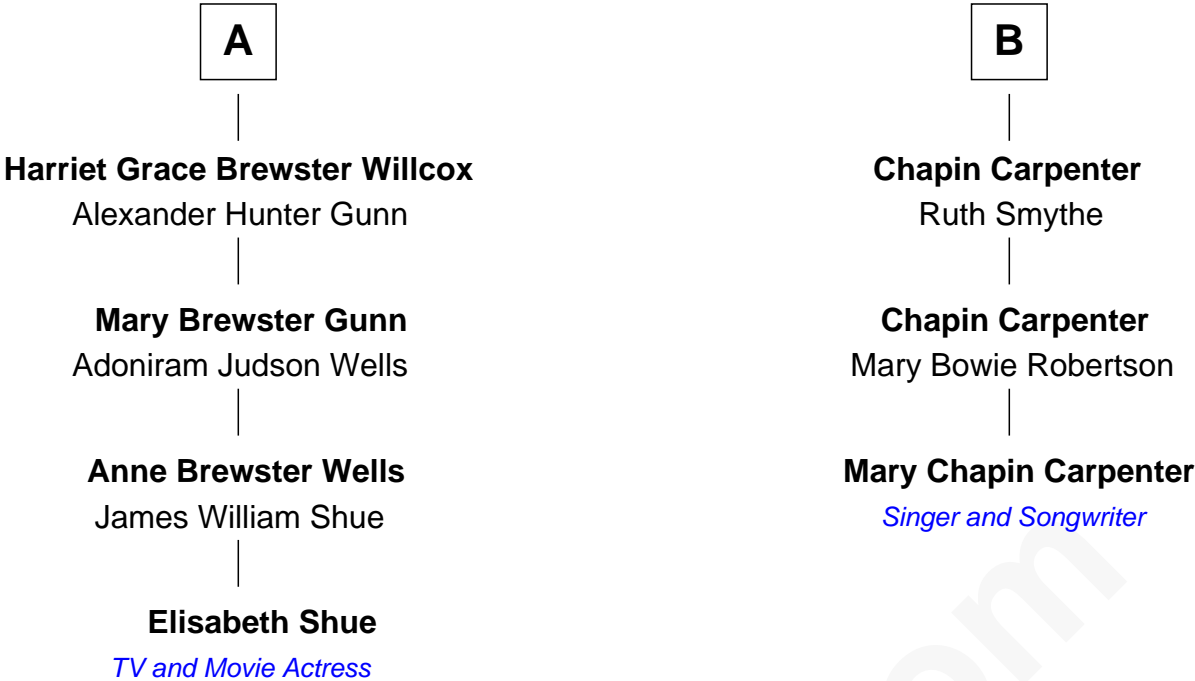 A
Harriet Grace Brewster Willcox
Alexander Hunter Gunn
Mary Brewster Gunn
Adoniram Judson Wells
Anne Brewster Wells
James William Shue
Elisabeth Shue
TV and Movie Actress
B
Chapin Carpenter
Ruth Smythe
Chapin Carpenter
Mary Bowie Robertson
Mary Chapin Carpenter
Singer and Songwriter
om